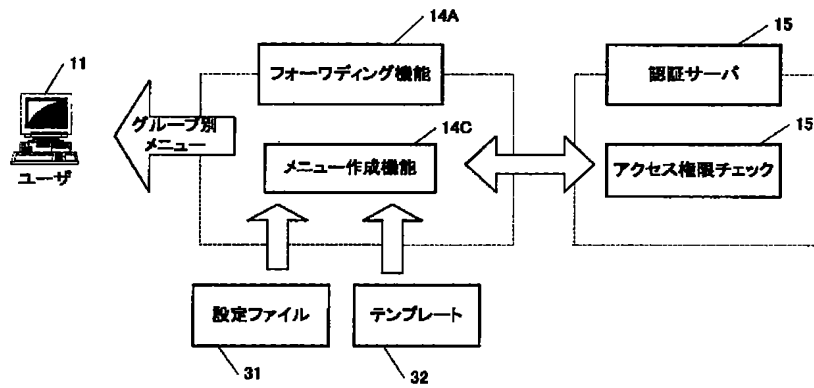 14A
15
11
フォーワディング機能
認証サーバ
グループ別
メニュー
14C
15
メニュー作成機能
アクセス権限チェック
ユーザ
設定ファイル
テンプレート
31
32